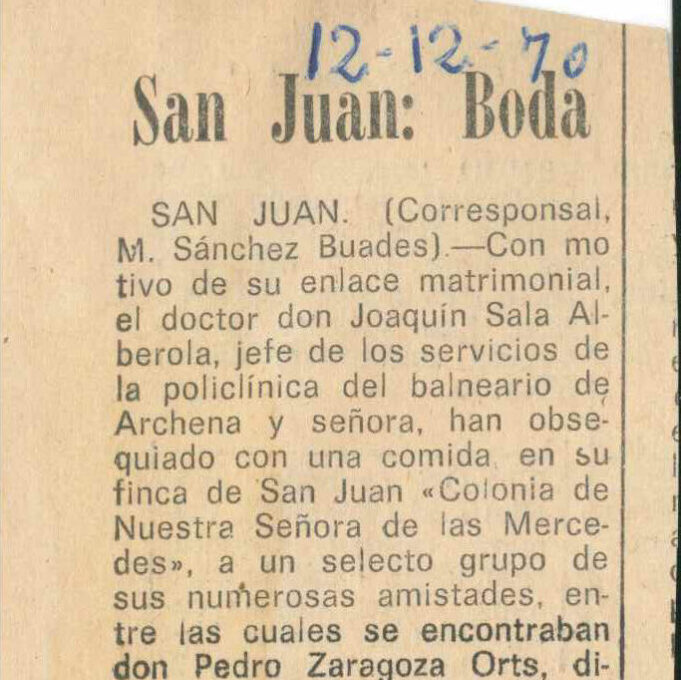 12-12-70
San Juan: Boda
SAN JUAN. (Corresponsal,
M. Sánchez Buades).—Con mo
tivo de su enlace matrimonial,
el doctor don Joaquín Sala Al-
berola, jefe de los servicios de
la policlínica del balneario de
Archena y señora, han obse-
quiado con una comida en su
finca de San Juan «Colonia de
Nuestra Señora de las Merce-
des», a un selecto grupo de
sus numerosas amistades, en-
tre las cuales se encontraban
don Pedro Zaragoza Orts, di-